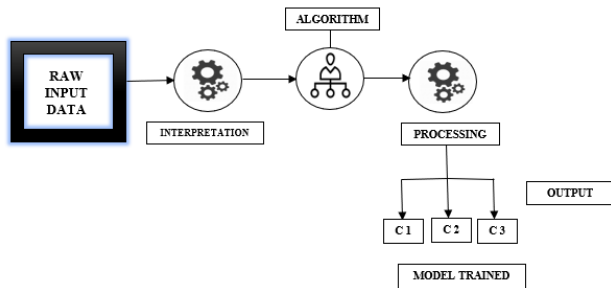 ALGORITHM
RAW
INPUT
DATA
INTERPRETATION
PROCESSING
OUTPUT
C 1
C 2
C 3
MODEL TRAINED